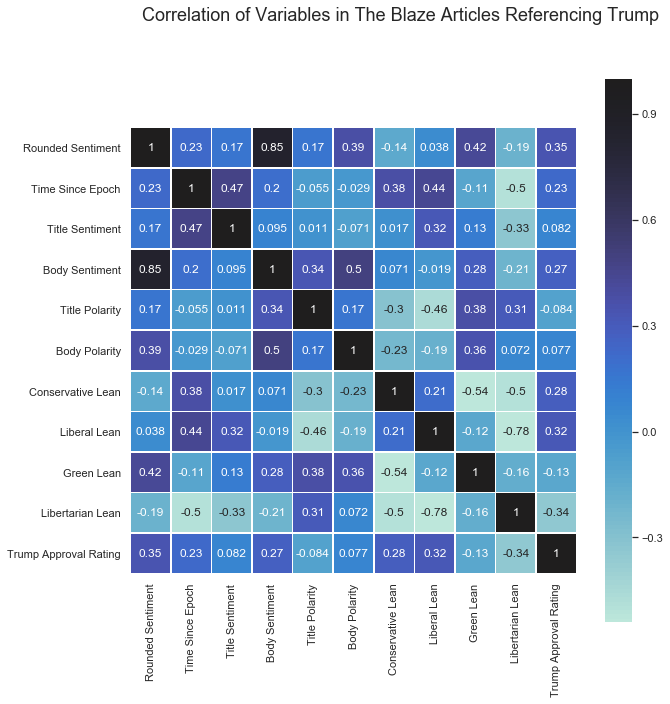 Correlation of Variables in The Blaze Articles Referencing Trump
Rounded Sentiment 1 0.23 0.17 0.85 0.17 0.39 -0.14 0.038 0.42 -0.19 0.35
Time Since Epoch 0.23 1 0.47 0.2 -0.055 -0.029 0.38 0.44 -0.11 -0.5 0.23
Title Sentiment 0.17 0.47 1 0.095 0.011 -0.071 0.017 0.32 0.13 -0.33 0.082
Body Sentiment 0.85 0.2 0.095 1 0.34 0.5 0.071 -0.019 0.28 -0.21 0.27
Title Polarity 0.17 -0.055 0.011 0.34 1 0.17 -0.3 -0.46 0.38 0.31 -0.084
Body Polarity 0.39 -0.029 -0.071 0.5 0.17 1 -0.23 -0.19 0.36 0.072 0.077
Conservative Lean -0.14 0.38 0.017 0.071 -0.3 -0.23 1 0.21 -0.54 -0.5 0.28
Liberal Lean 0.038 0.44 0.32 -0.019 -0.46 -0.19 0.21 1 -0.12 -0.78 0.32
Green Lean 0.42 -0.11 0.13 0.28 0.38 0.36 -0.54 -0.12 1 -0.16 -0.13
Libertarian Lean -0.19 -0.5 -0.33 -0.21 0.31 0.072 -0.5 -0.78 -0.16 1 -0.34
Trump Approval Rating 0.35 0.23 0.082 0.27 -0.084 0.077 0.28 0.32 -0.13 -0.34 1
Rounded Sentiment
Time Since Epoch
Title Sentiment
Body Sentiment
Title Polarity
Body Polarity
Conservative Lean
Liberal Lean
Green Lean
Libertarian Lean
Trump Approval Rating
0.9
0.6
0.3
0.0
-0.3